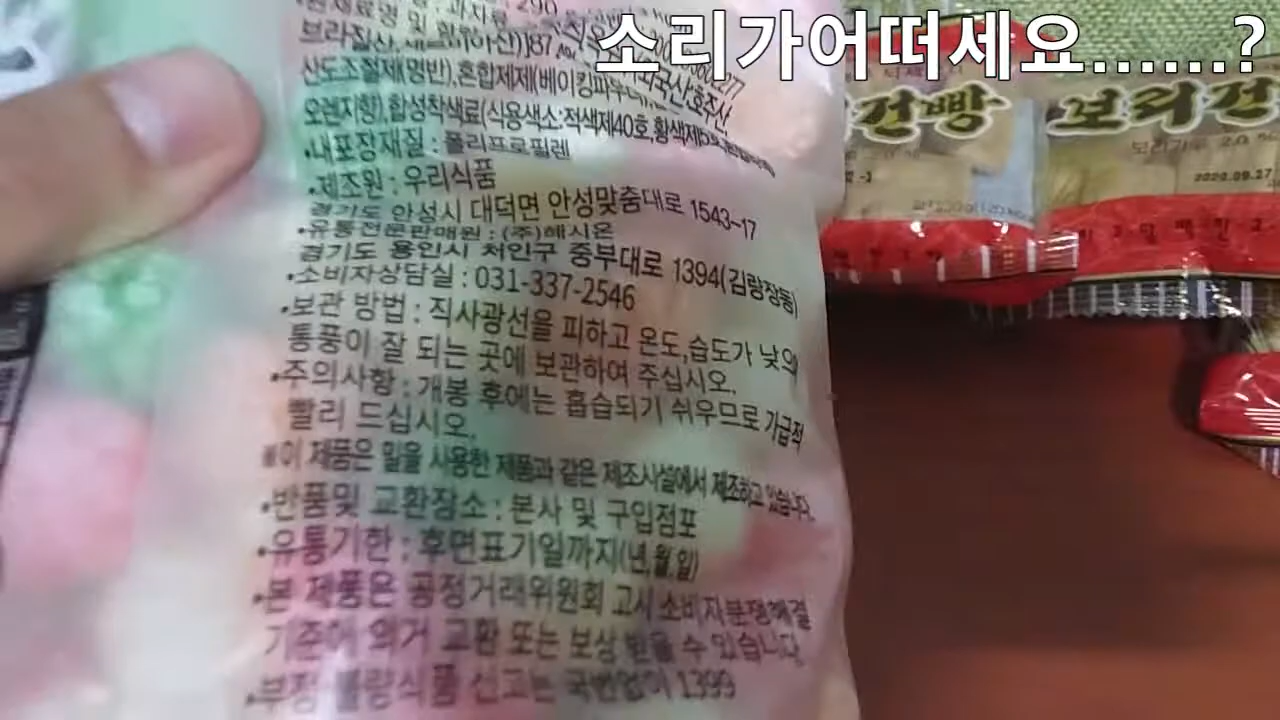 소리가어떠세요......?
290
브라질산
산도조절제(명반),혼합제제(베이킹파우더
오렌지향),합성착색료(식용색소:적색제40호,황색제5호
•내포장재질 : 폴리프로필렌
•제조원 : 우리식품
경기도 안성시 대덕면 안성맞춤대로 1543-17
•유통전문판매원 : (주)해시온
경기도 용인시 처인구 중부대로 1394(김량장동)
•소비자상담실 : 031-337-2546
•보관 방법 : 직사광선을 피하고 온도,습도가 낮으
통풍이 잘 되는 곳에 보관하여 주십시오.
•주의사항 : 개봉 후에는 흡습되기 쉬우므로 가급적
빨리 드십시오.
※이 제품은 밀을 사용한 제품과 같은 제조시설에서 제조하고 있습니다.
•반품및 교환장소 : 본사 및 구입점포
•유통기한 : 후면표기일까지(년,월,일)
•본 제품은 공정거래위원회 고시 소비자분쟁해결
기준에 의거 교환 또는 보상 받을 수 있습니다.
•부정·불량식품 신고는 국번없이 1399
건빵
보리건
보리가루 2.0 %
2020.09.27